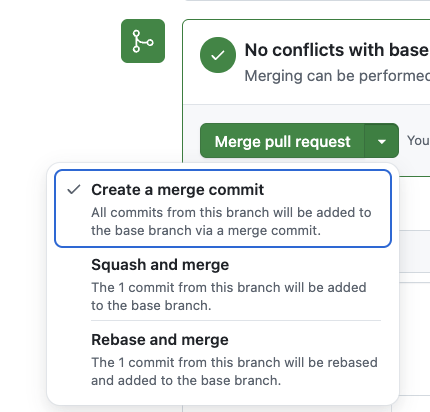 No conflicts with base
Merging can be performed
Merge pull request
You
Create a merge commit
All commits from this branch will be added to
the base branch via a merge commit.
Squash and merge
The 1 commit from this branch will be added
to the base branch.
Rebase and merge
The 1 commit from this branch will be rebased
and added to the base branch.